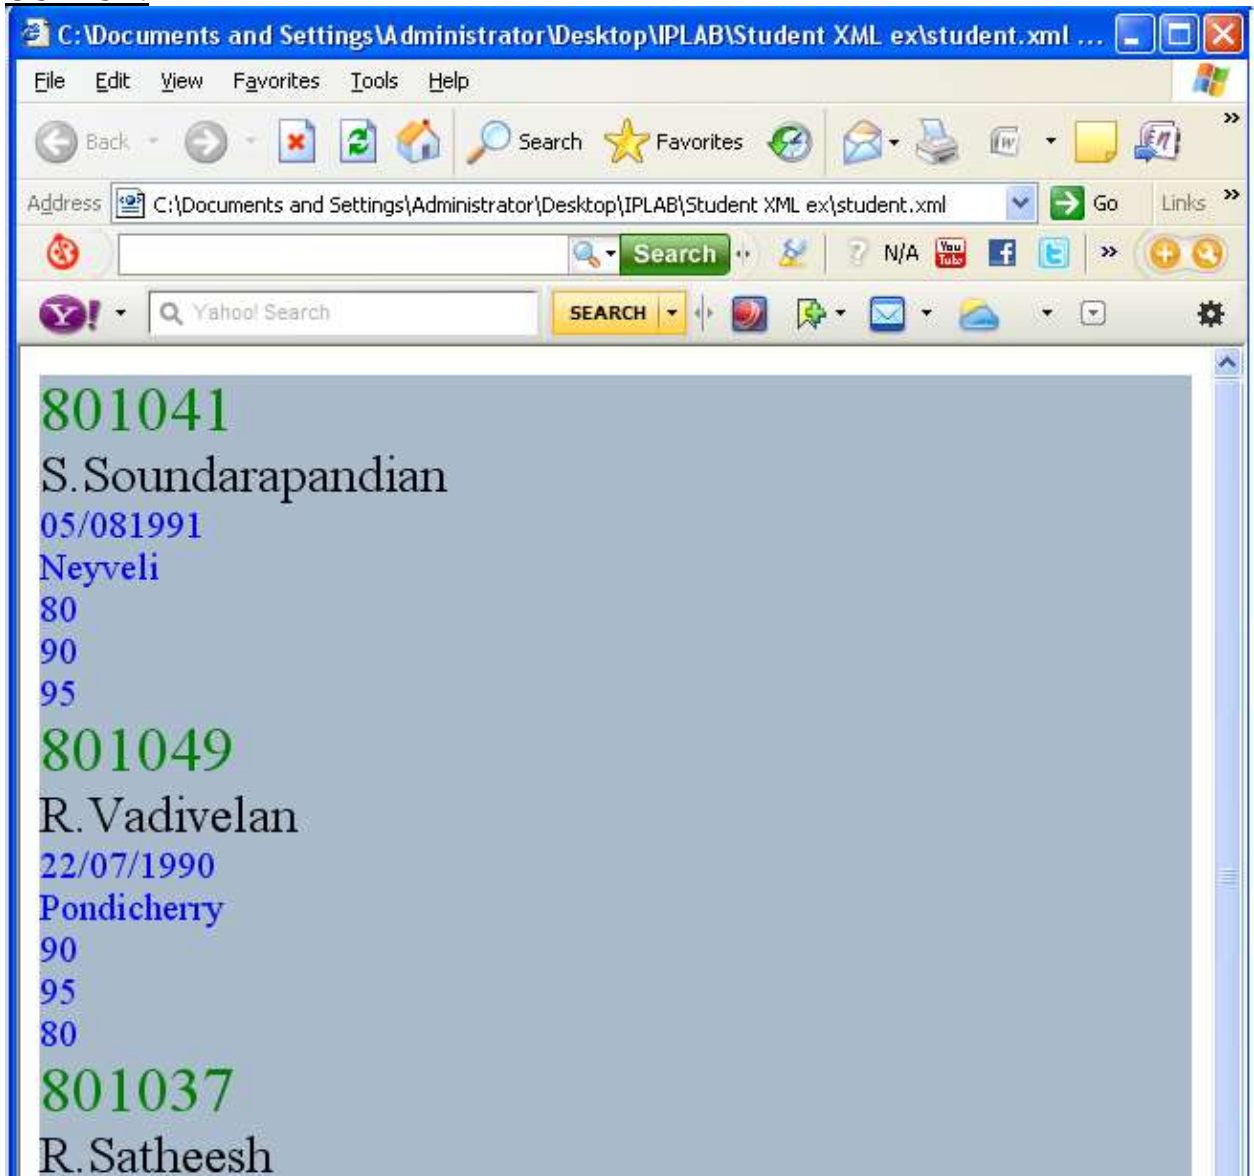 C:\Documents and Settings\Administrator\Desktop\IPLAB\Student XML ex\student.xml ...
File Edit View Favorites Tools Help
Back Search Favorites »
Address C:\Documents and Settings\Administrator\Desktop\IPLAB\Student XML ex\student.xml Go Links »
Search N/A You Tube f t »
Y! Yahoo! Search SEARCH
801041
S.Soundarapandian
05/081991
Neyveli
80
90
95
801049
R.Vadivelan
22/07/1990
Pondicherry
90
95
80
801037
R.Satheesh